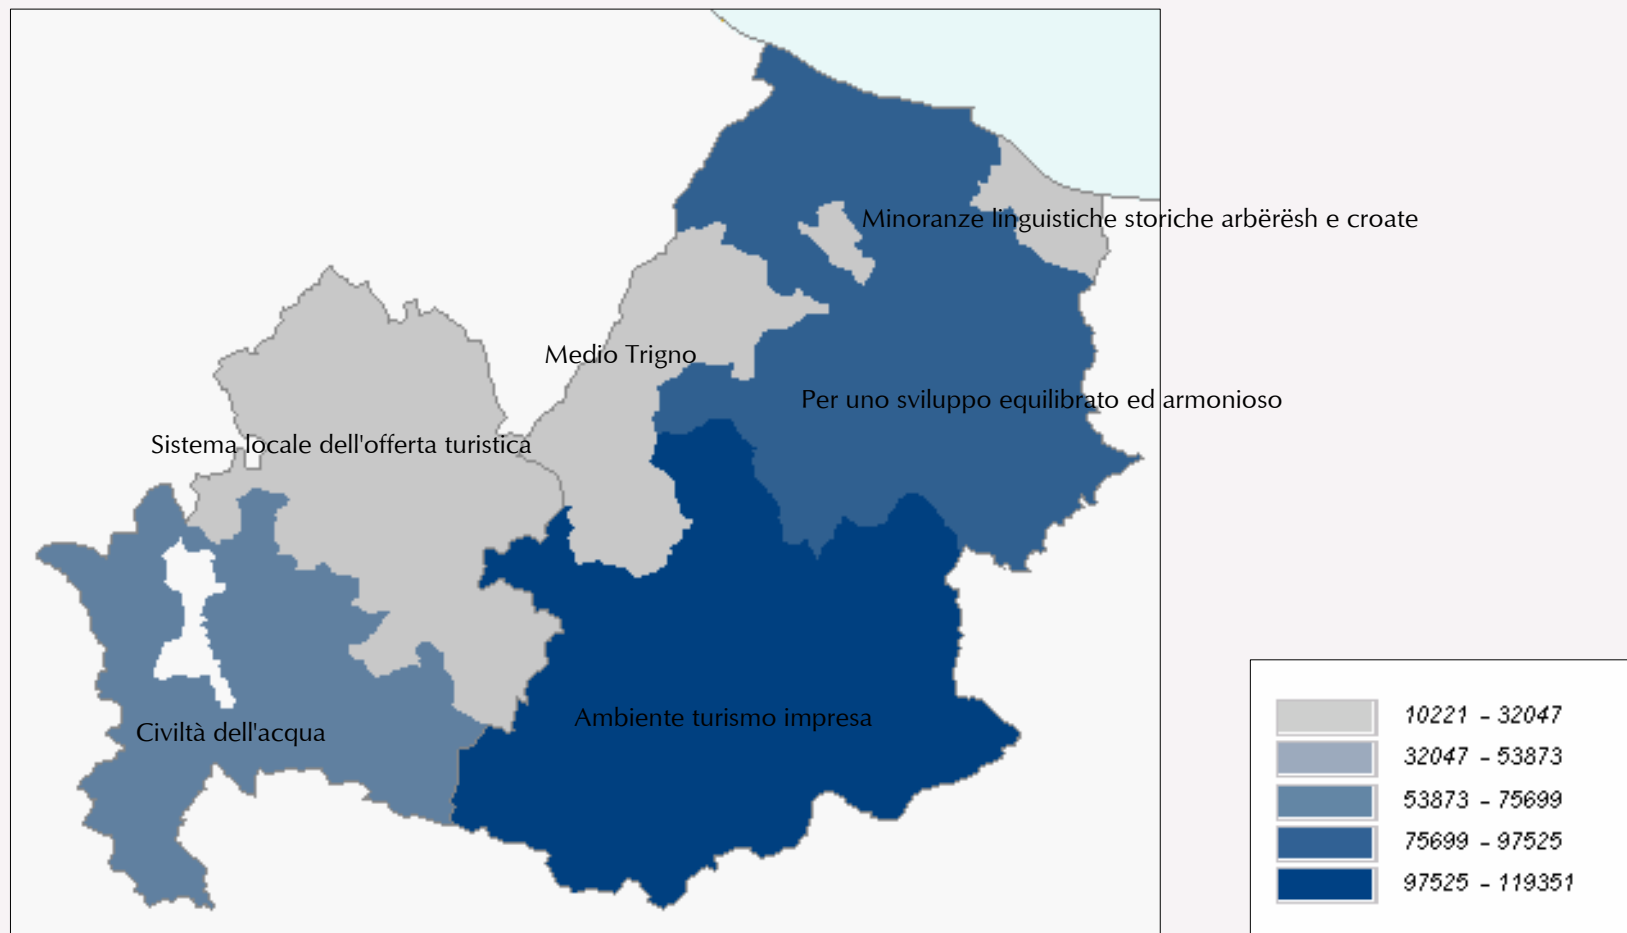 Minoranze linguistiche storiche arbërësh e croate
Medio Trigno
Per uno sviluppo equilibrato ed armonioso
Sistema locale dell'offerta turistica
Ambiente turismo impresa
Civiltà dell'acqua
10221 - 32047
32047 - 53873
53873 - 75699
75699 - 97525
97525 - 119351